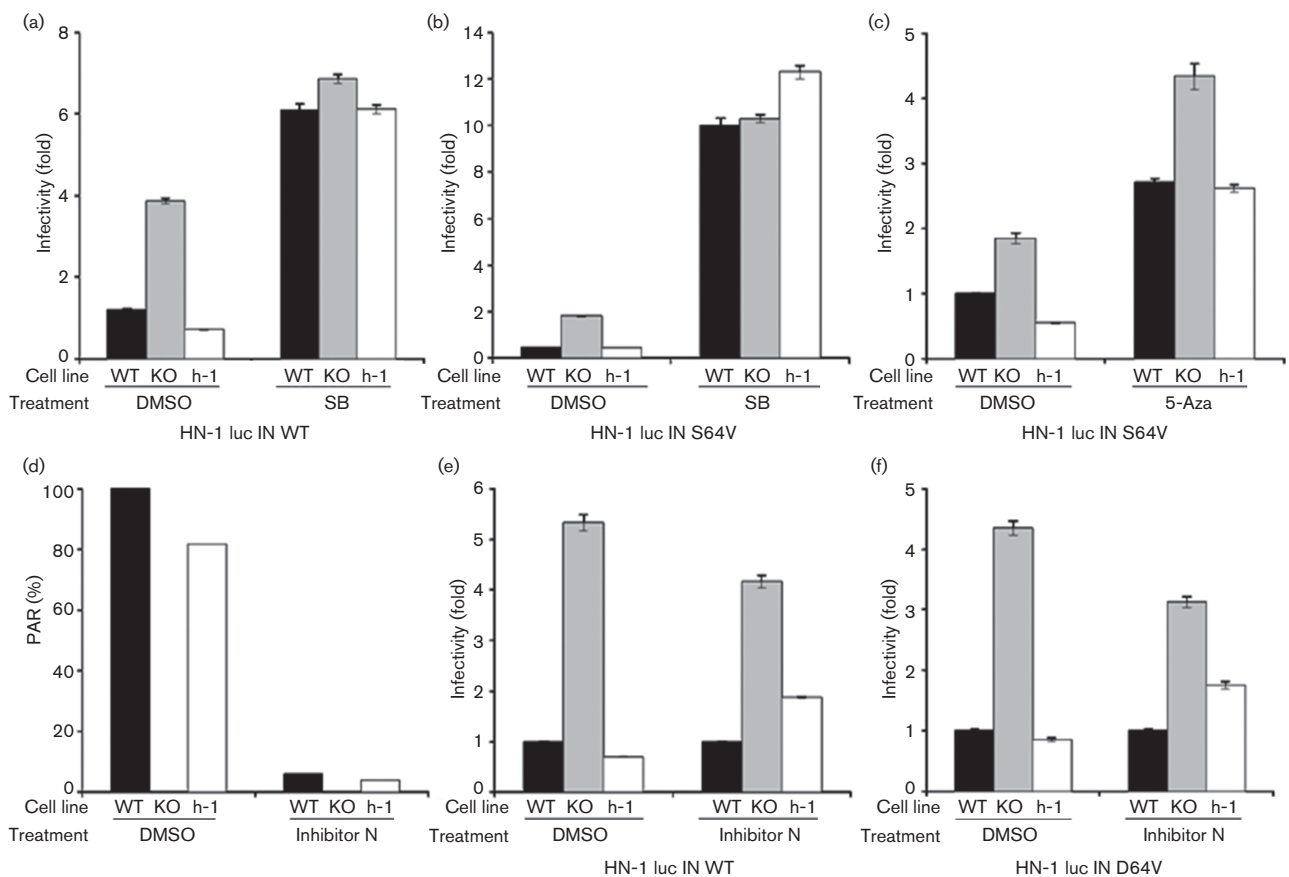 (a)
8
6
4
2
0
Infectivity (fold)
Cell line WT KO h-1 WT KO h-1
Treatment DMSO SB
HN-1 luc IN WT
(b)
14
12
10
8
6
4
2
0
Infectivity (fold)
Cell line WT KO h-1 WT KO h-1
Treatment DMSO SB
HN-1 luc IN S64V
(c)
5
4
3
2
1
0
Infectivity (fold)
Cell line WT KO h-1 WT KO h-1
Treatment DMSO 5-Aza
HN-1 luc IN S64V
(d)
100
80
60
40
20
0
PAR (%)
Cell line WT KO h-1 WT KO h-1
Treatment DMSO Inhibitor N
(e)
6
5
4
3
2
1
0
Infectivity (fold)
Cell line WT KO h-1 WT KO h-1
Treatment DMSO Inhibitor N
HN-1 luc IN WT
(f)
5
4
3
2
1
0
Infectivity (fold)
Cell line WT KO h-1 WT KO h-1
Treatment DMSO Inhibitor N
HN-1 luc IN D64V